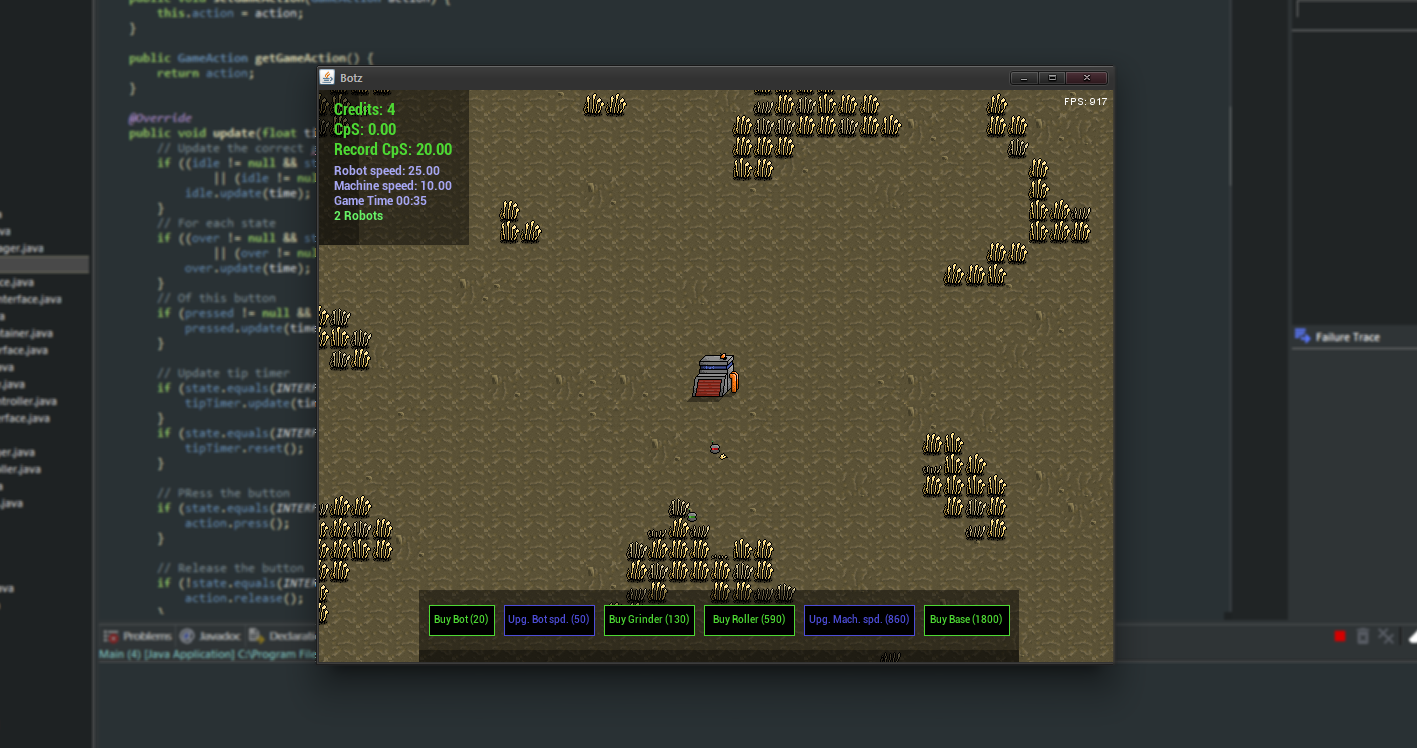 this.action = action;
}
public GameAction getGameAction() {
return action;
}
@Override
public void update(float ti
// Update the correct
if ((idle != null && st
|| (idle != nul
idle.update(time);
}
// For each state
if ((over != null && st
|| (over != nul
over.update(time);
}
// Of this button
if (pressed != null &&
pressed.update(time
}
// Update tip timer
if (state.equals(INTERF
tipTimer.update(tim
}
if (state.equals(INTERF
tipTimer.reset();
}
// PRess the button
if (state.equals(INTERF
action.press();
}
// Release the button
if (!state.equals(INTE
action.release();
Botz
FPS: 917
Credits: 4
CpS: 0.00
Record CpS: 20.00
Robot speed: 25.00
Machine speed: 10.00
Game Time 00:35
2 Robots
Buy Bot (20)
Upg. Bot spd. (50)
Buy Grinder (130)
Buy Roller (590)
Upg. Mach. spd. (860)
Buy Base (1800)
Failure Trace
Problems
Javadoc
Declarati
Main (4) [Java Application] C:\Program File